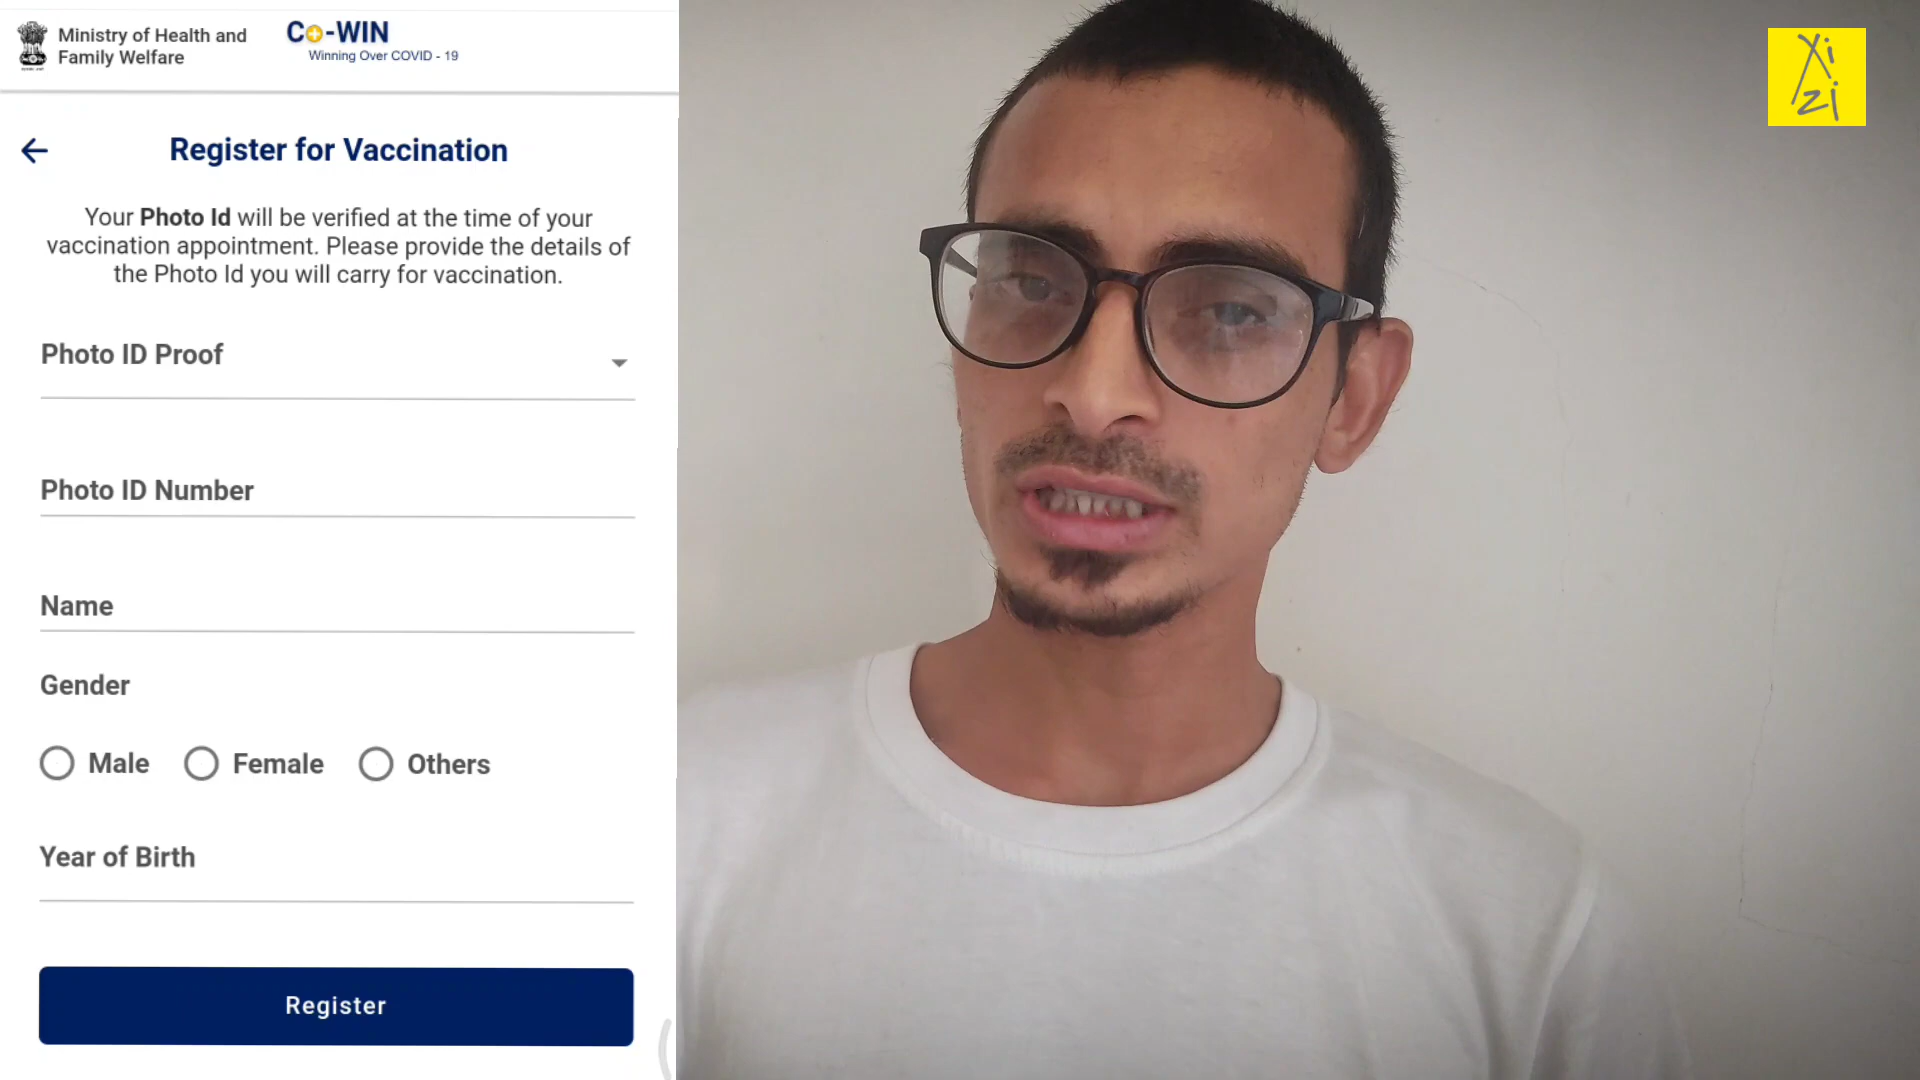 Ministry of Health and
Family Welfare
Co-WIN
Winning Over COVID - 19
Register for Vaccination
Your Photo Id will be verified at the time of your
vaccination appointment. Please provide the details of
the Photo Id you will carry for vaccination.
Photo ID Proof
Photo ID Number
Name
Gender
Male Female Others
Year of Birth
Register
Xi
zi